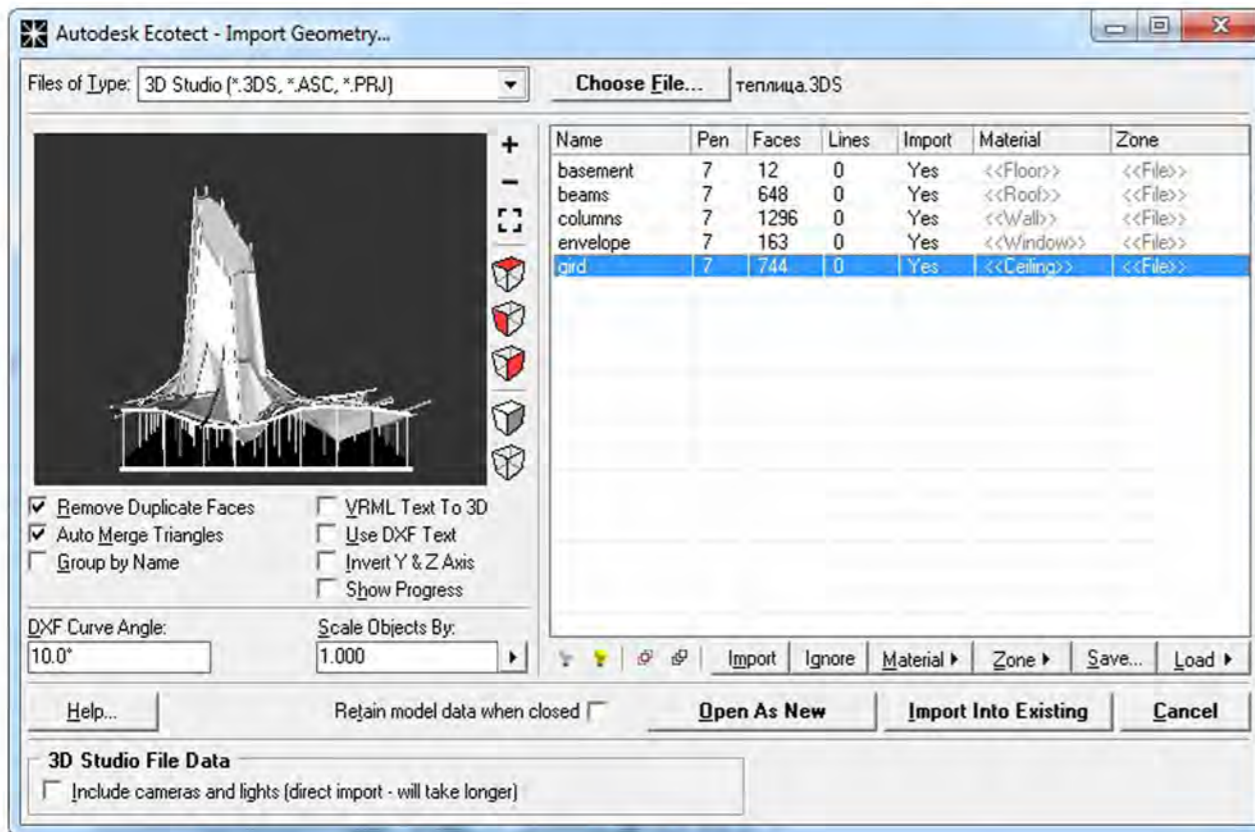 Autodesk Ecotect - Import Geometry...
Files of Type: 3D Studio (*.3DS, *.ASC, *.PRJ) Choose File... теплица.3DS
Name Pen Faces Lines Import Material Zone
basement 7 12 0 Yes <<Floor>> <<File>>
beams 7 648 0 Yes <<Roof>> <<File>>
columns 7 1296 0 Yes <<Wall>> <<File>>
envelope 7 163 0 Yes <<Window>> <<File>>
gird 7 744 0 Yes <<Ceiling>> <<File>>
Remove Duplicate Faces VRML Text To 3D
Auto Merge Triangles Use DXF Text
Group by Name Invert Y & Z Axis
Show Progress
DXF Curve Angle: Scale Objects By:
10.0° 1.000
Import Ignore Material Zone Save... Load
Help... Retain model data when closed Open As New Import Into Existing Cancel
3D Studio File Data
Include cameras and lights (direct import - will take longer)